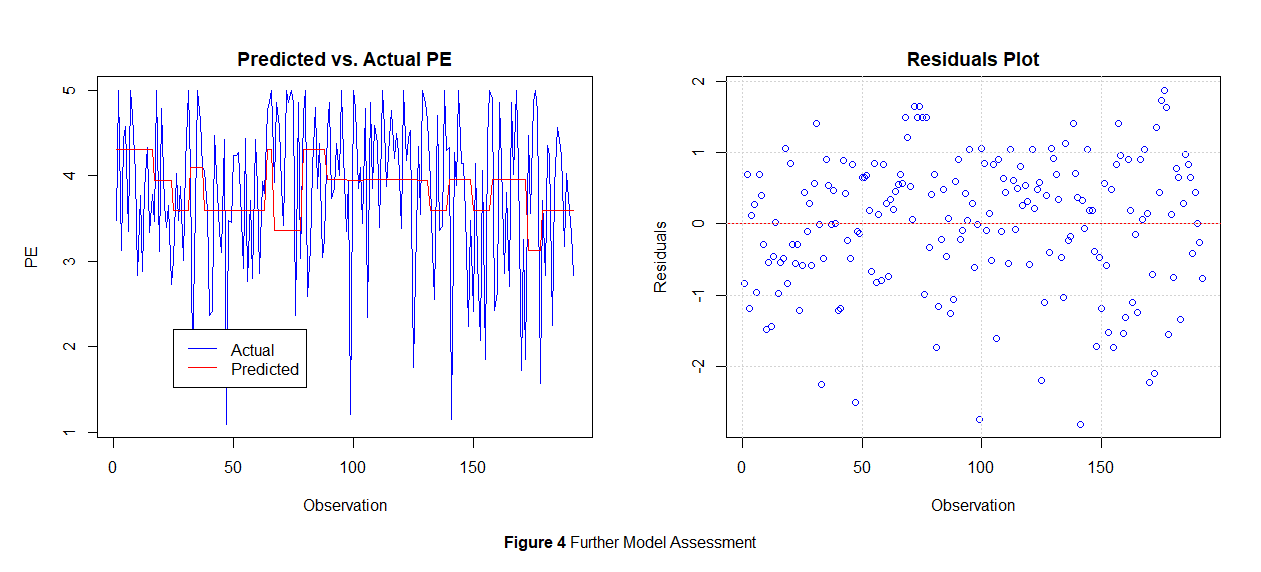 Predicted vs. Actual PE
PE
5
4
3
2
1
Actual
Predicted
0 50 100 150
Observation
Residuals Plot
Residuals
2
1
0
-1
-2
0 50 100 150
Observation
Figure 4 Further Model Assessment